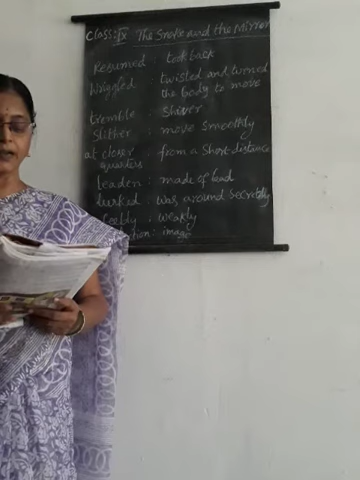 Class: IX The Snake and the Mirror
Resumed : took back
Wriggled : twisted and turned
the body to move
tremble : Shiver
Slither : move smoothly
at closer : from a Short distance
quarters
Leaden : made of lead
lurked : was around Secretly
feebly : weakly
: image